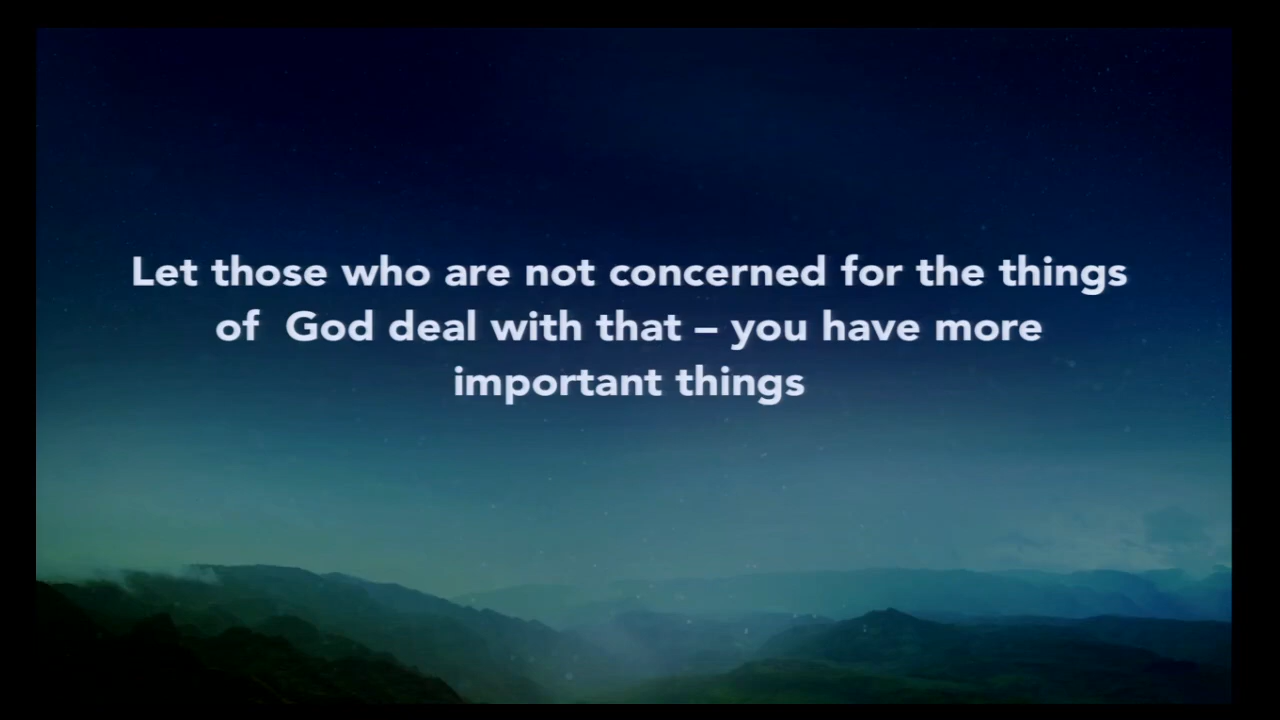 Let those who are not concerned for the things
of  God deal with that – you have more
important things